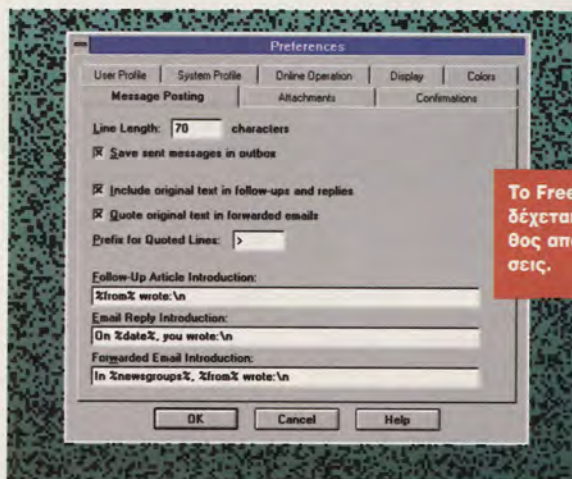 Preferences
User Profile System Profile Online Operation Display Colors
Message Posting Attachments Confirmations
Line Length: 70 characters
Save sent messages in outbox
Include original text in follow-ups and replies
Quote original text in forwarded emails
Prefix for Quoted Lines: >
Follow-Up Article Introduction:
%from% wrote:\n
Email Reply Introduction:
On %date%, you wrote:\n
Forwarded Email Introduction:
In %newsgroups%, %from% wrote:\n
OK Cancel Help
Το Free
δέχεται
θος απο
σεις.